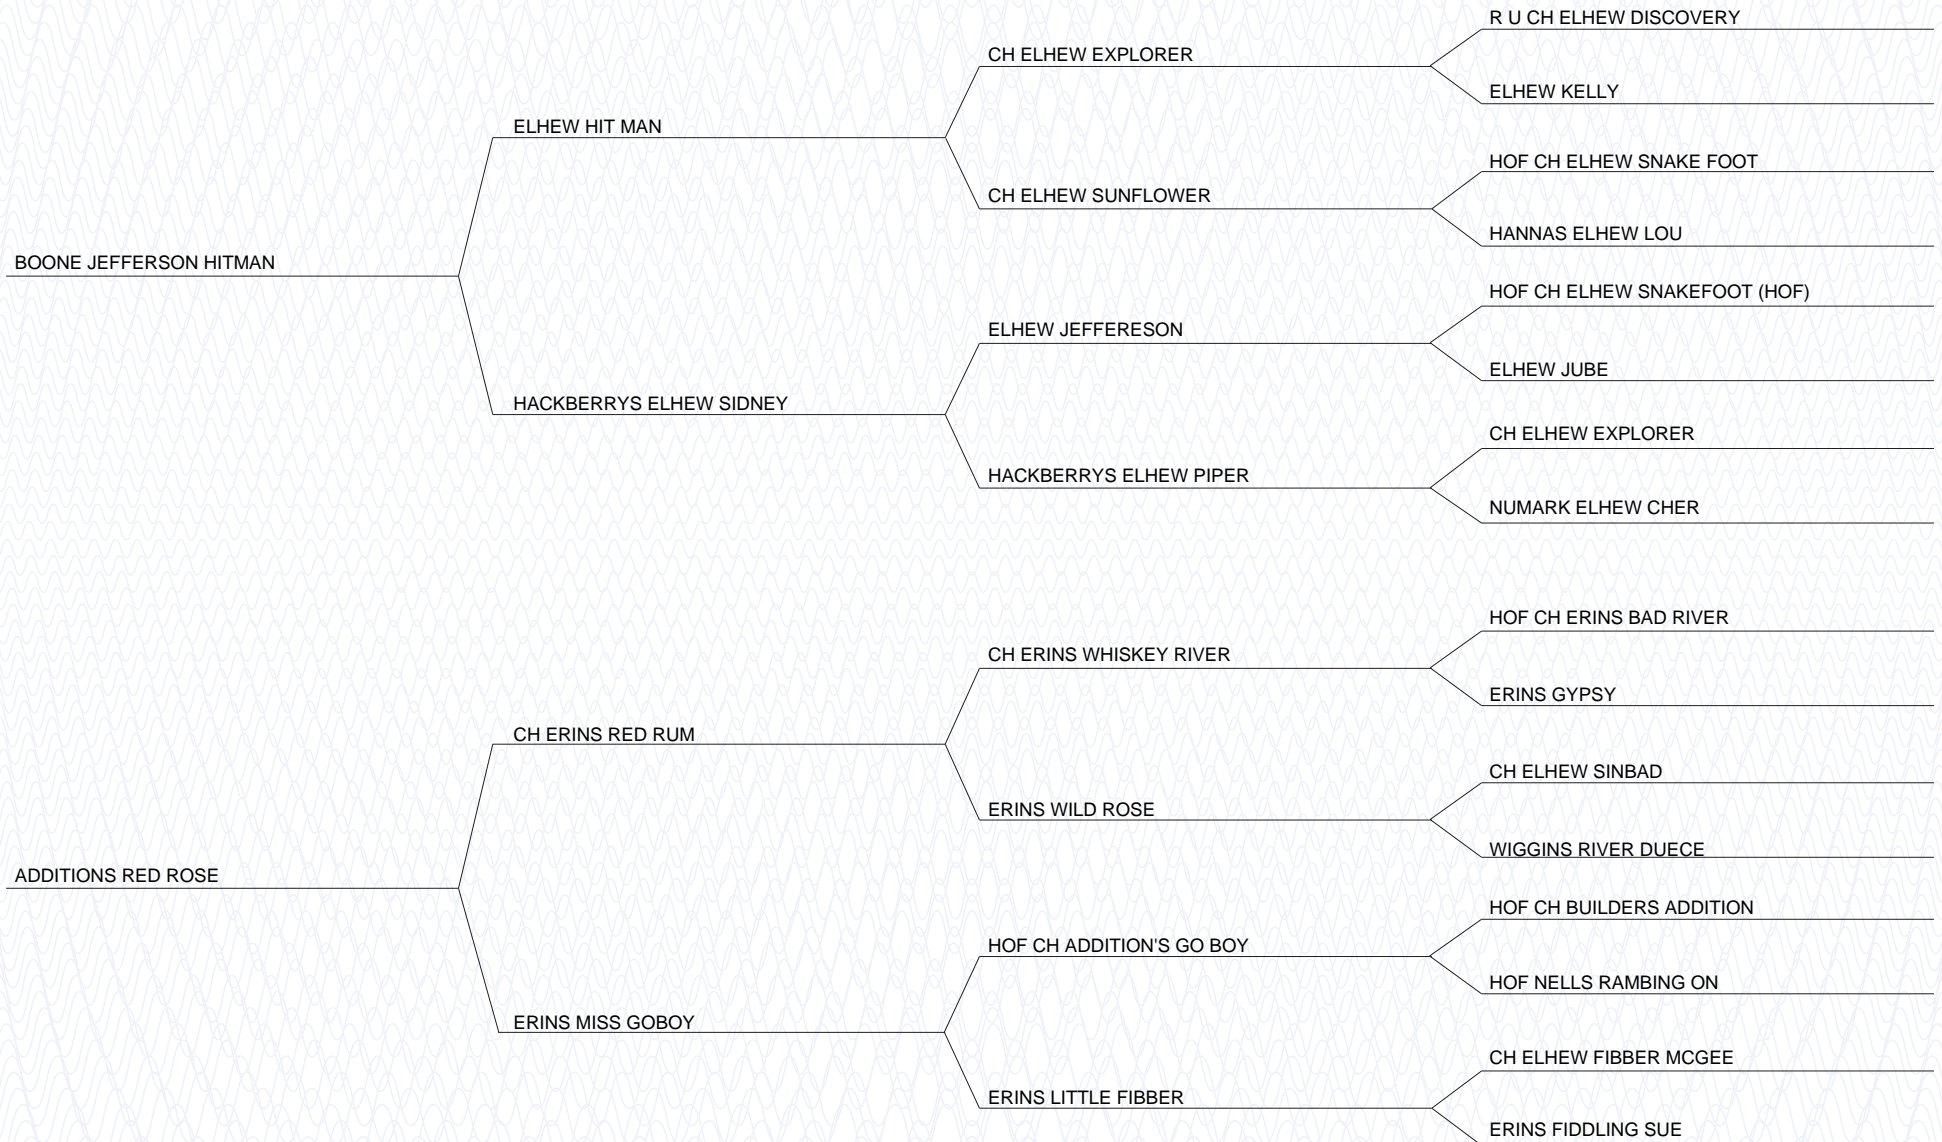 R U CH ELHEW DISCOVERY
CH ELHEW EXPLORER
ELHEW KELLY
ELHEW HIT MAN
HOF CH ELHEW SNAKE FOOT
CH ELHEW SUNFLOWER
HANNAS ELHEW LOU
BOONE JEFFERSON HITMAN
HOF CH ELHEW SNAKEFOOT (HOF)
ELHEW JEFFERESON
ELHEW JUBE
HACKBERRYS ELHEW SIDNEY
CH ELHEW EXPLORER
HACKBERRYS ELHEW PIPER
NUMARK ELHEW CHER
HOF CH ERINS BAD RIVER
CH ERINS WHISKEY RIVER
ERINS GYPSY
CH ERINS RED RUM
CH ELHEW SINBAD
ERINS WILD ROSE
WIGGINS RIVER DUECE
ADDITIONS RED ROSE
HOF CH BUILDERS ADDITION
HOF CH ADDITION'S GO BOY
HOF NELLS RAMBING ON
ERINS MISS GOBOY
CH ELHEW FIBBER MCGEE
ERINS LITTLE FIBBER
ERINS FIDDLING SUE